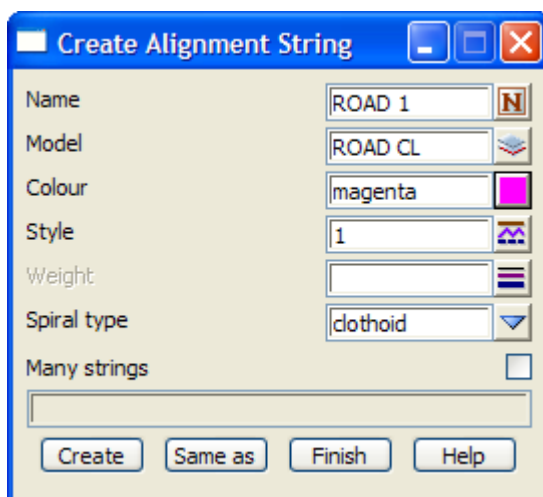 Create Alignment String
Name ROAD 1 N
Model ROAD CL
Colour magenta
Style 1
Weight
Spiral type clothoid
Many strings
Create Same as Finish Help